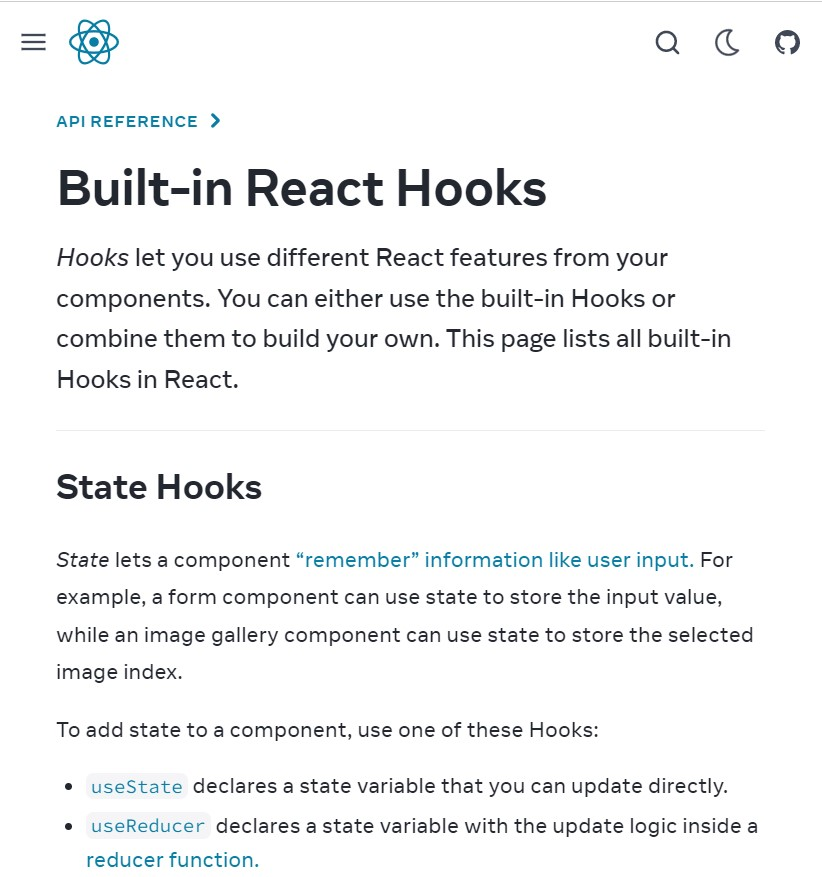 API REFERENCE
Built-in React Hooks
Hooks let you use different React features from your
components. You can either use the built-in Hooks or
combine them to build your own. This page lists all built-in
Hooks in React.
State Hooks
State lets a component “remember” information like user input. For
example, a form component can use state to store the input value,
while an image gallery component can use state to store the selected
image index.
To add state to a component, use one of these Hooks:
• useState declares a state variable that you can update directly.
• useReducer declares a state variable with the update logic inside a
reducer function.